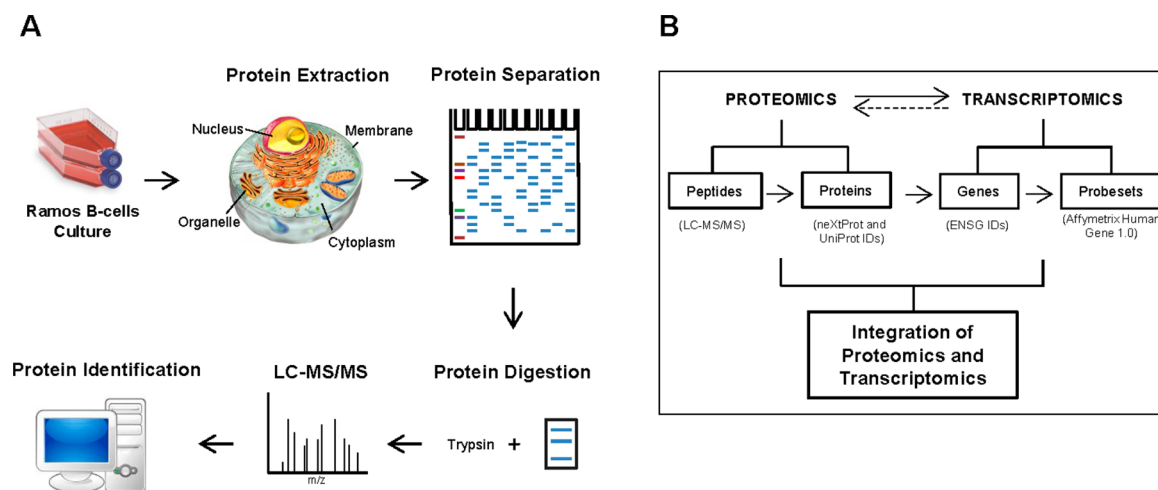 A
Protein Extraction
Protein Separation
Nucleus
Membrane
Organelle
Cytoplasm
Ramos B-cells
Culture
Protein Identification
LC-MS/MS
Protein Digestion
Trypsin +
m/z
B
PROTEOMICS
TRANSCRIPTOMICS
Peptides
Proteins
Genes
Probesets
(LC-MS/MS)
(neXtProt and
UniProt IDs)
(ENSG IDs)
(Affymetrix Human
Gene 1.0)
Integration of
Proteomics and
Transcriptomics